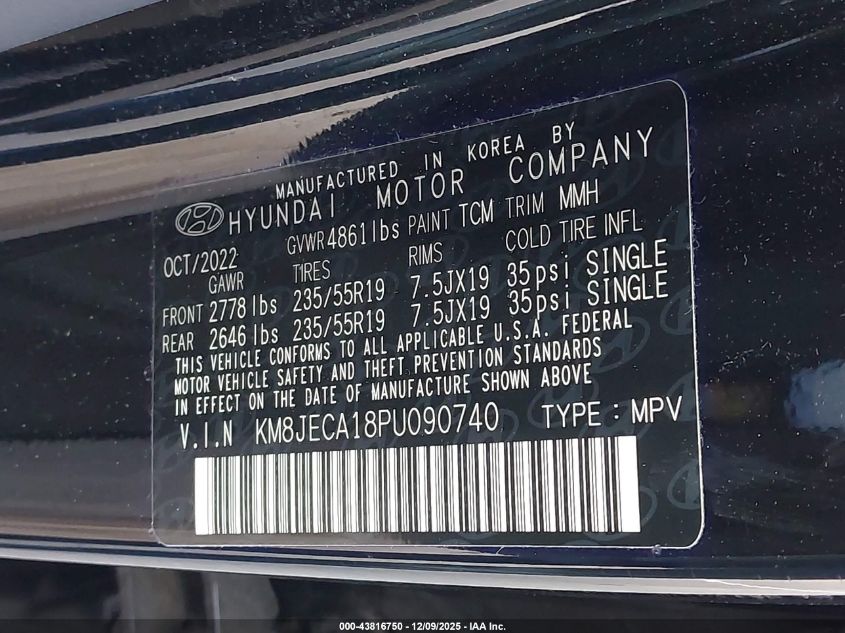 MANUFACTURED IN KOREA BY
HYUNDAI MOTOR COMPANY
OCT/2022 GVWR 4861lbs PAINT TCM TRIM MMH
GAWR TIRES RIMS COLD TIRE INFL
FRONT 2778 lbs 235/55R19 7.5JX19 35psi SINGLE
REAR 2646 lbs 235/55R19 7.5JX19 35psi SINGLE
THIS VEHICLE CONFORMS TO ALL APPLICABLE U.S.A. FEDERAL
MOTOR VEHICLE SAFETY AND THEFT PREVENTION STANDARDS
IN EFFECT ON THE DATE OF MANUFACTURE SHOWN ABOVE
V.I.N KM8JECA18PU090740 TYPE : MPV
000-43816750 - 12/09/2025 - IAA Inc.